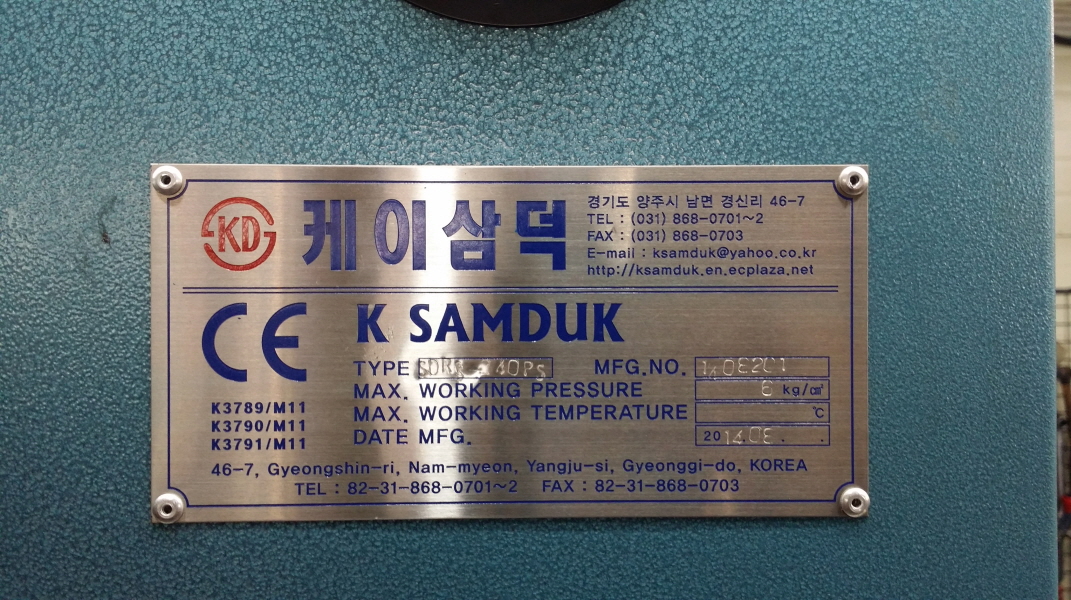 KD 케이삼덕
경기도 양주시 남면 경신리 46-7
TEL : (031) 868-0701~2
FAX : (031) 868-0703
E-mail : ksamduk@yahoo.co.kr
http://ksamduk.en.ecplaza.net
CE K SAMDUK
TYPE MFG.NO.
MAX. WORKING PRESSURE kg/㎠
MAX. WORKING TEMPERATURE ℃
DATE MFG. 20
K3789/M11
K3790/M11
K3791/M11
46-7, Gyeongshin-ri, Nam-myeon, Yangju-si, Gyeonggi-do, KOREA
TEL : 82-31-868-0701~2 FAX : 82-31-868-0703